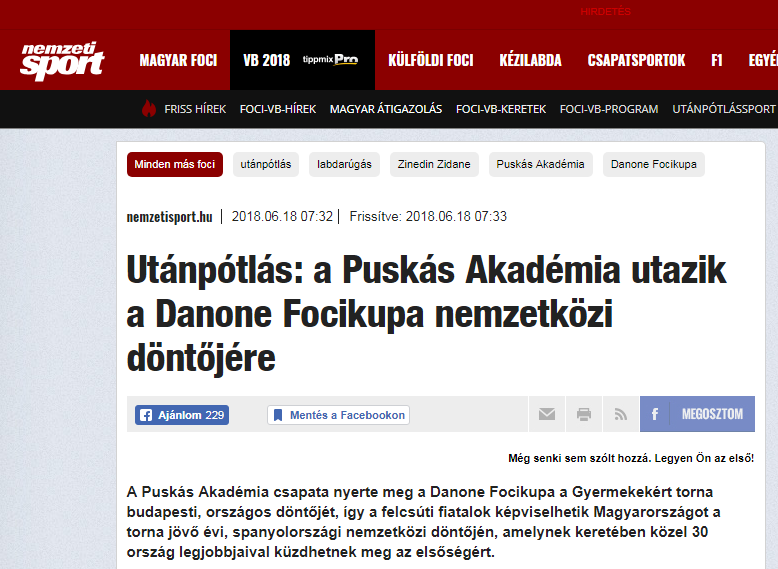 HIRDETÉS
nemzeti
sport
MAGYAR FOCI VB 2018 tippmixPro KÜLFÖLDI FOCI KÉZILABDA CSAPATSPORTOK F1 EGYÉ
FRISS HÍREK FOCI-VB-HÍREK MAGYAR ÁTIGAZOLÁS FOCI-VB-KERETEK FOCI-VB-PROGRAM UTÁNPÓTLÁSSPORT
Minden más foci utánpótlás labdarúgás Zinedin Zidane Puskás Akadémia Danone Focikupa
nemzetisport.hu | 2018.06.18 07:32 | Frissítve: 2018.06.18 07:33
Utánpótlás: a Puskás Akadémia utazik
a Danone Focikupa nemzetközi
döntőjére
Ajánlom 229 Mentés a Facebookon f MEGOSZTOM
Még senki sem szólt hozzá. Legyen Ön az első!
A Puskás Akadémia csapata nyerte meg a Danone Focikupa a Gyermekekért torna
budapesti, országos döntőjét, így a felcsúti fiatalok képviselhetik Magyarországot a
torna jövő évi, spanyolországi nemzetközi döntőjén, amelynek keretében közel 30
ország legjobbjaival küzdhetnek meg az elsőségért.